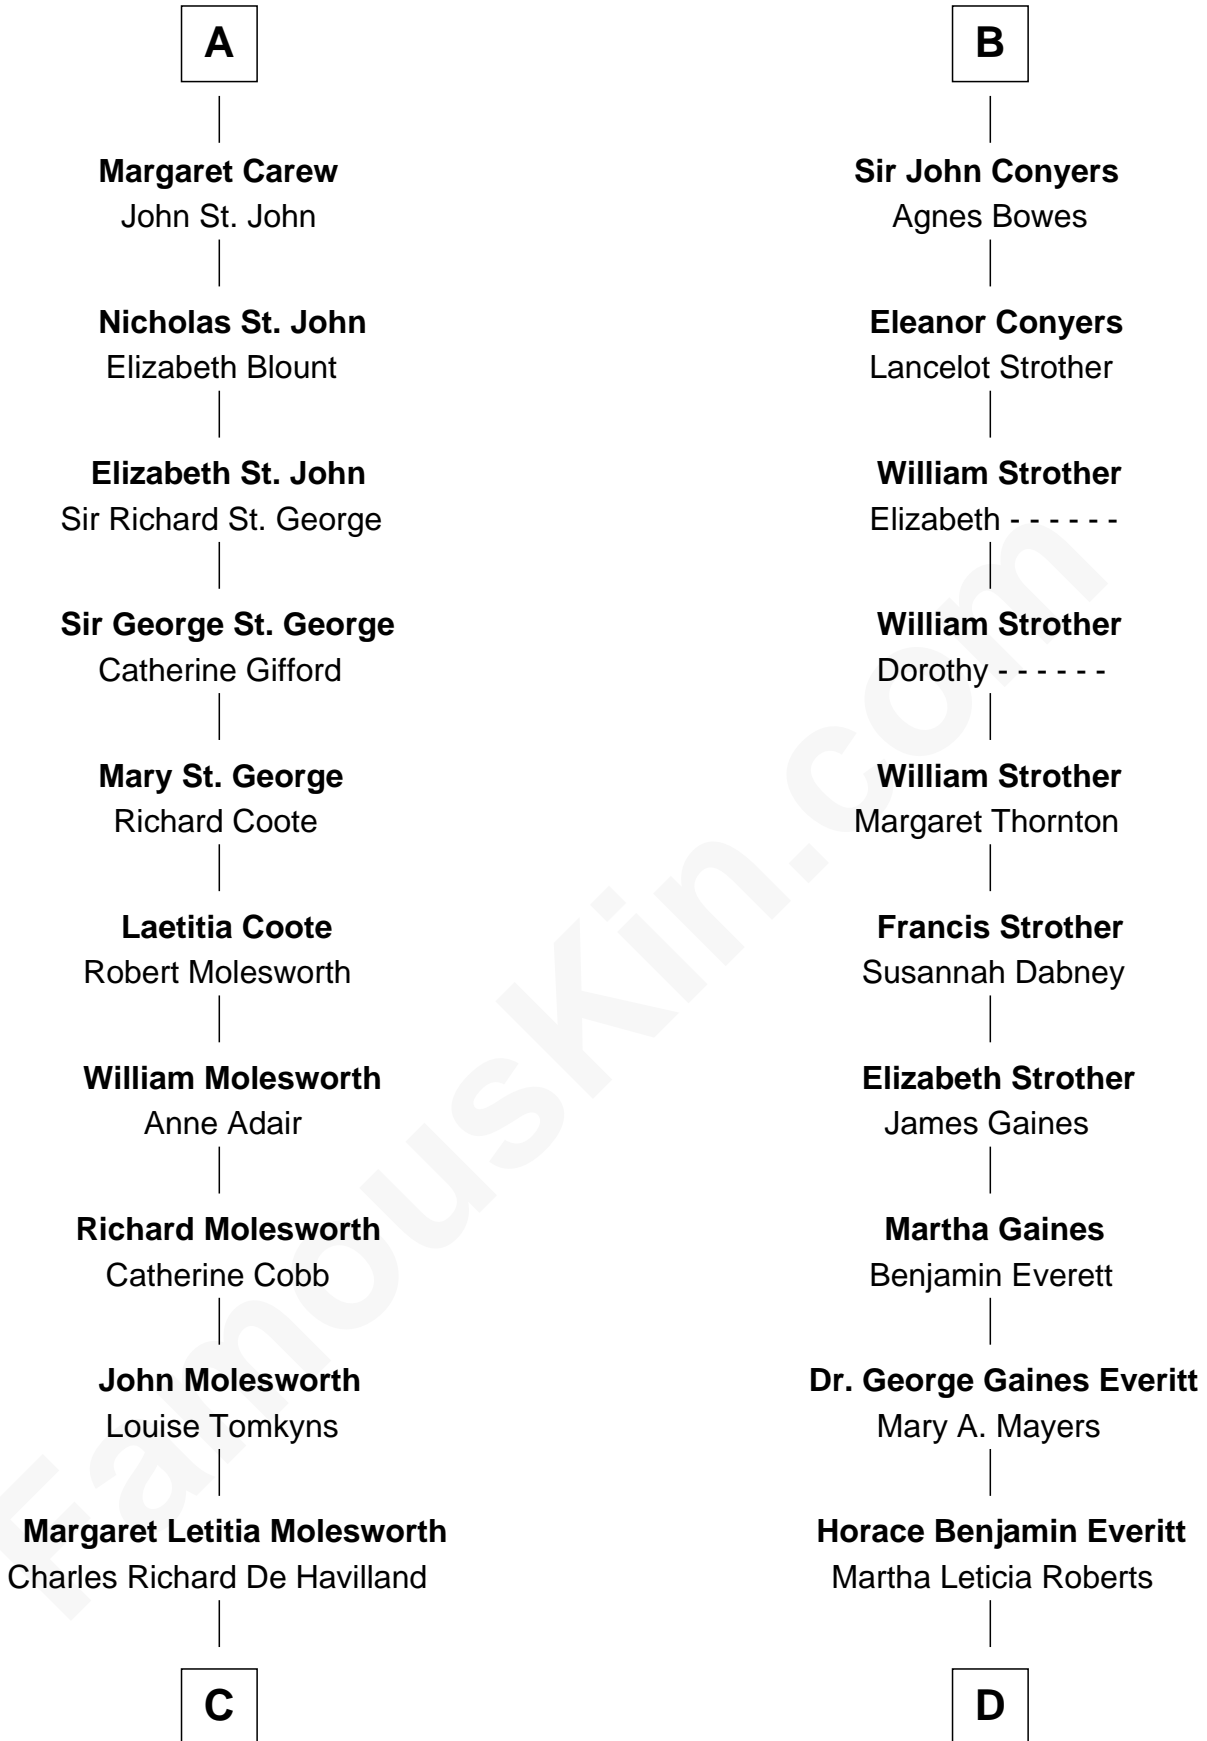 A
Margaret Carew
John St. John
Nicholas St. John
Elizabeth Blount
Elizabeth St. John
Sir Richard St. George
Sir George St. George
Catherine Gifford
Mary St. George
Richard Coote
Laetitia Coote
Robert Molesworth
William Molesworth
Anne Adair
Richard Molesworth
Catherine Cobb
John Molesworth
Louise Tomkyns
Margaret Letitia Molesworth
Charles Richard De Havilland
C
B
Sir John Conyers
Agnes Bowes
Eleanor Conyers
Lancelot Strother
William Strother
Elizabeth - - - - - -
William Strother
Dorothy - - - - - -
William Strother
Margaret Thornton
Francis Strother
Susannah Dabney
Elizabeth Strother
James Gaines
Martha Gaines
Benjamin Everett
Dr. George Gaines Everitt
Mary A. Mayers
Horace Benjamin Everitt
Martha Leticia Roberts
D
FamousKin.com